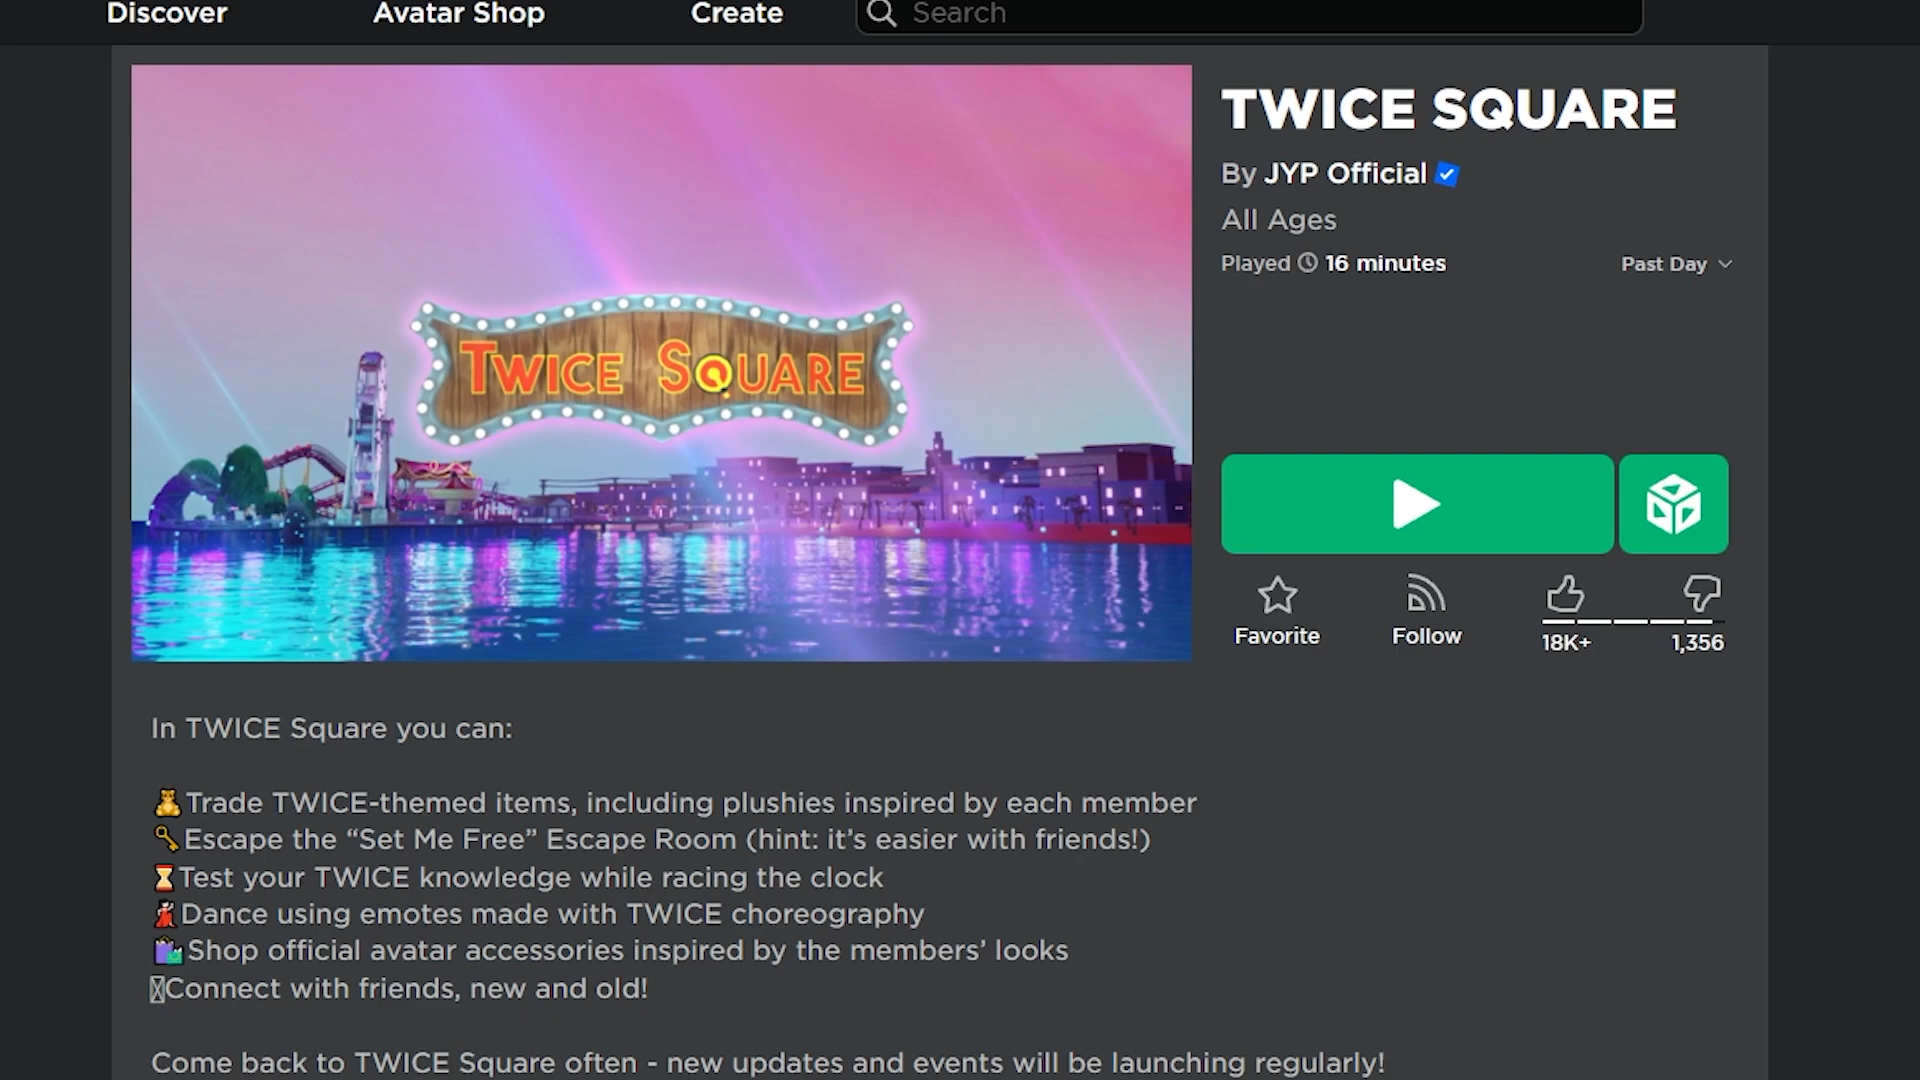 Discover Avatar Shop Create Search
TWICE SQUARE
By JYP Official
All Ages
Played 16 minutes Past Day
TWICE SQUARE
Favorite Follow 18K+ 1,356
In TWICE Square you can:
🧸Trade TWICE-themed items, including plushies inspired by each member
🔑Escape the “Set Me Free” Escape Room (hint: it’s easier with friends!)
⌛Test your TWICE knowledge while racing the clock
💃Dance using emotes made with TWICE choreography
🛍️Shop official avatar accessories inspired by the members’ looks
Connect with friends, new and old!
Come back to TWICE Square often - new updates and events will be launching regularly!